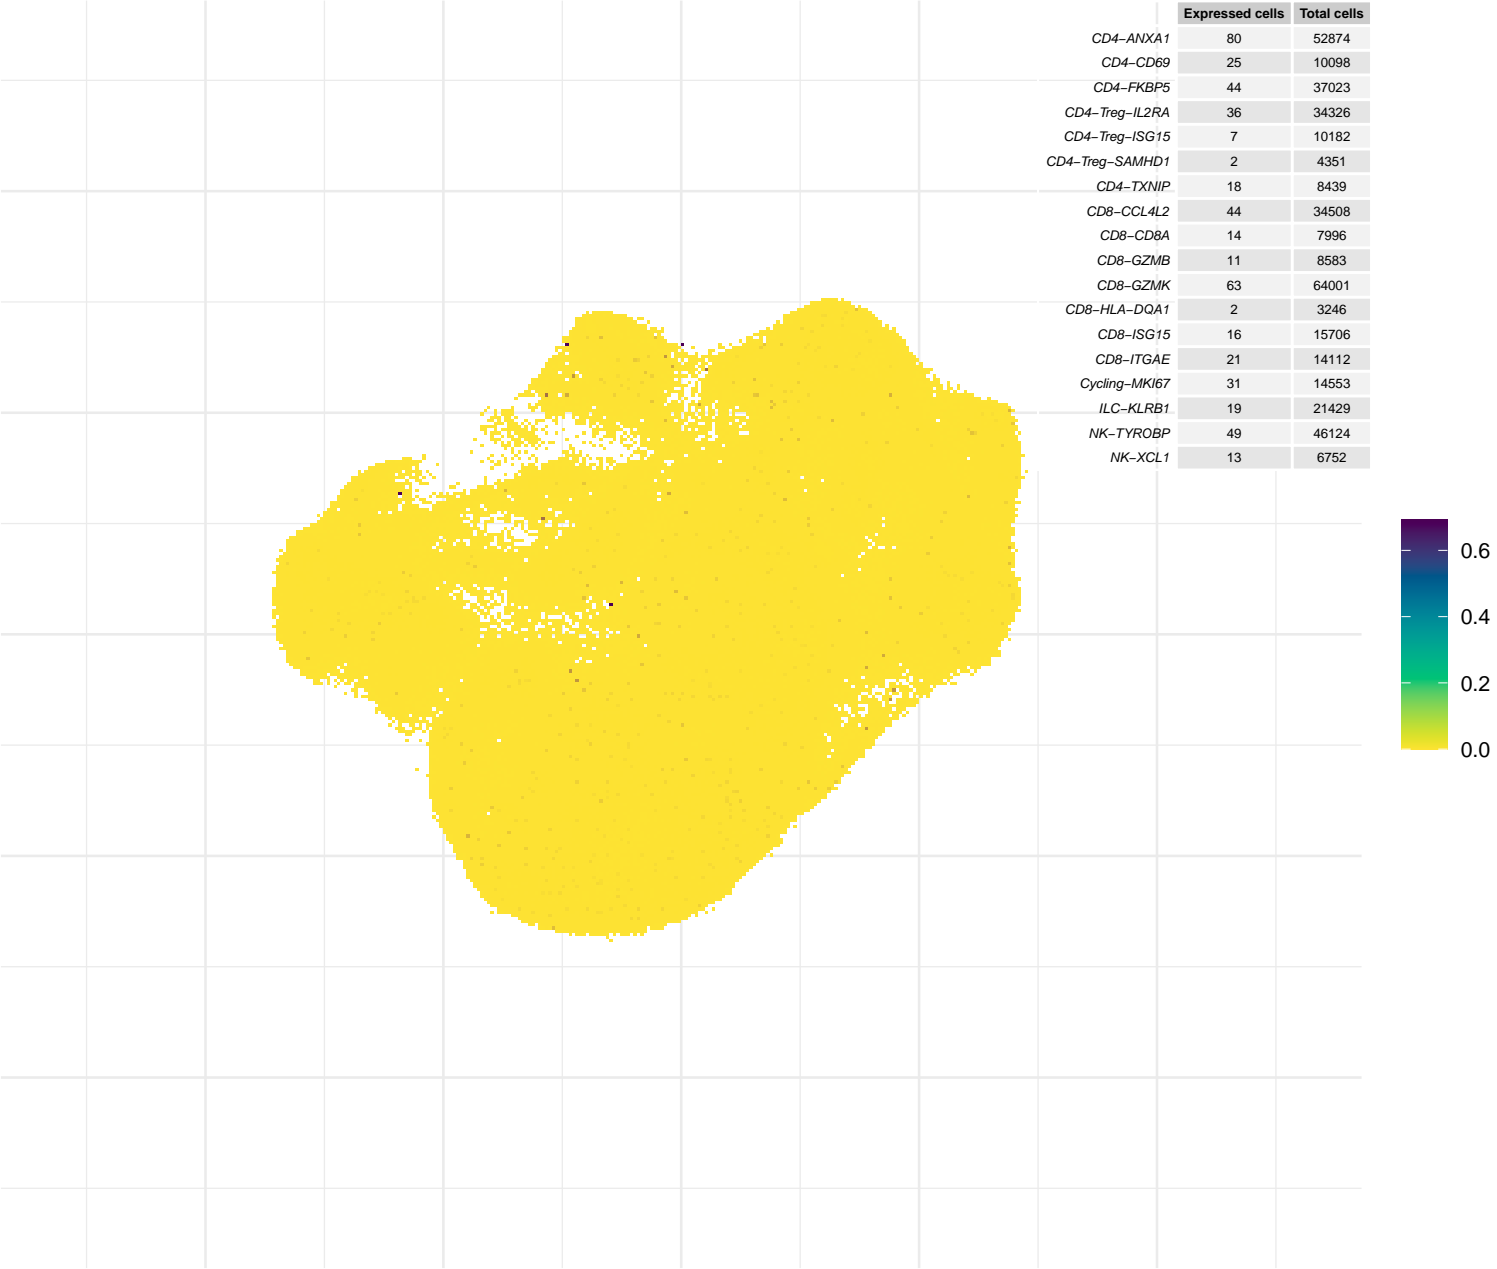 Expressed cells Total cells
CD4−ANXA1 80 52874
CD4−CD69 25 10098
CD4−FKBP5 44 37023
CD4−Treg−IL2RA 36 34326
CD4−Treg−ISG15 7 10182
CD4−Treg−SAMHD1 2 4351
CD4−TXNIP 18 8439
CD8−CCL4L2 44 34508
CD8−CD8A 14 7996
CD8−GZMB 11 8583
CD8−GZMK 63 64001
CD8−HLA−DQA1 2 3246
CD8−ISG15 16 15706
CD8−ITGAE 21 14112
Cycling−MKI67 31 14553
ILC−KLRB1 19 21429
NK−TYROBP 49 46124
NK−XCL1 13 6752
0.6
0.4
0.2
0.0